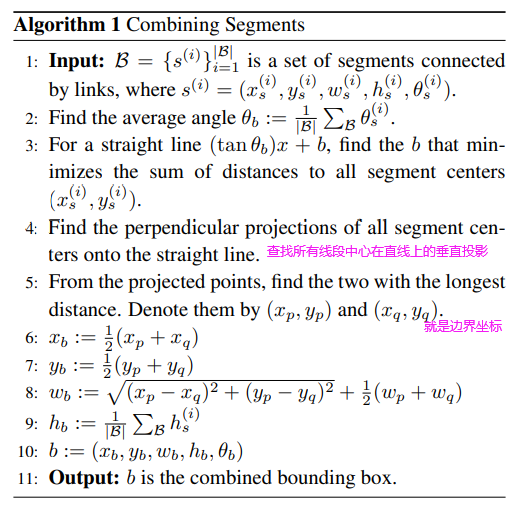 Algorithm 1 Combining Segments
1: Input: $\mathcal{B} = \{s^{(i)}\}_{i=1}^{|\mathcal{B}|}$ is a set of segments connected
by links, where $s^{(i)} = (x_s^{(i)}, y_s^{(i)}, w_s^{(i)}, h_s^{(i)}, \theta_s^{(i)})$.
2: Find the average angle $\theta_b := \frac{1}{|\mathcal{B}|} \sum_{\mathcal{B}} \theta_s^{(i)}$.
3: For a straight line $(\tan \theta_b)x + b$, find the $b$ that min-
imizes the sum of distances to all segment centers
$(x_s^{(i)}, y_s^{(i)})$.
4: Find the perpendicular projections of all segment cen-
ters onto the straight line. 查找所有线段中心在直线上的垂直投影
5: From the projected points, find the two with the longest
distance. Denote them by $(x_p, y_p)$ and $(x_q, y_q)$.
就是边界坐标
6: $x_b := \frac{1}{2}(x_p + x_q)$
7: $y_b := \frac{1}{2}(y_p + y_q)$
8: $w_b := \sqrt{(x_p - x_q)^2 + (y_p - y_q)^2} + \frac{1}{2}(w_p + w_q)$
9: $h_b := \frac{1}{|\mathcal{B}|} \sum_{\mathcal{B}} h_s^{(i)}$
10: $b := (x_b, y_b, w_b, h_b, \theta_b)$
11: Output: $b$ is the combined bounding box.